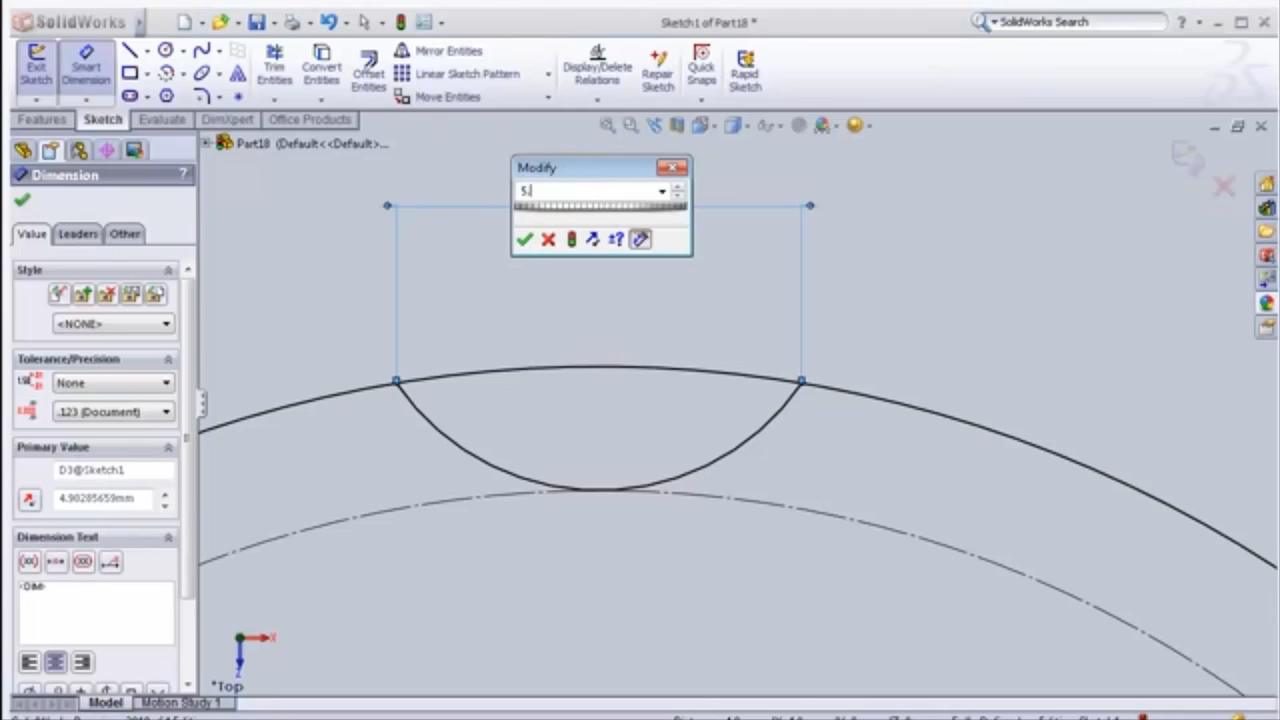 SolidWorks
Sketch1 of Part18 *
SolidWorks Search
Exit Sketch
Smart Dimension
Trim Entities
Convert Entities
Offset Entities
Mirror Entities
Linear Sketch Pattern
Move Entities
Display/Delete Relations
Repair Sketch
Quick Snaps
Rapid Sketch
Features
Sketch
Evaluate
DimXpert
Office Products
Part18 (Default<<Default>...
Dimension
?
Modify
5.
Value
Leaders
Other
Style
<NONE>
Tolerance/Precision
None
.123 (Document)
Primary Value
D3@Sketch1
4.90285659mm
Dimension Text
<DIM>
X
Z
*Top
Model
Motion Study 1